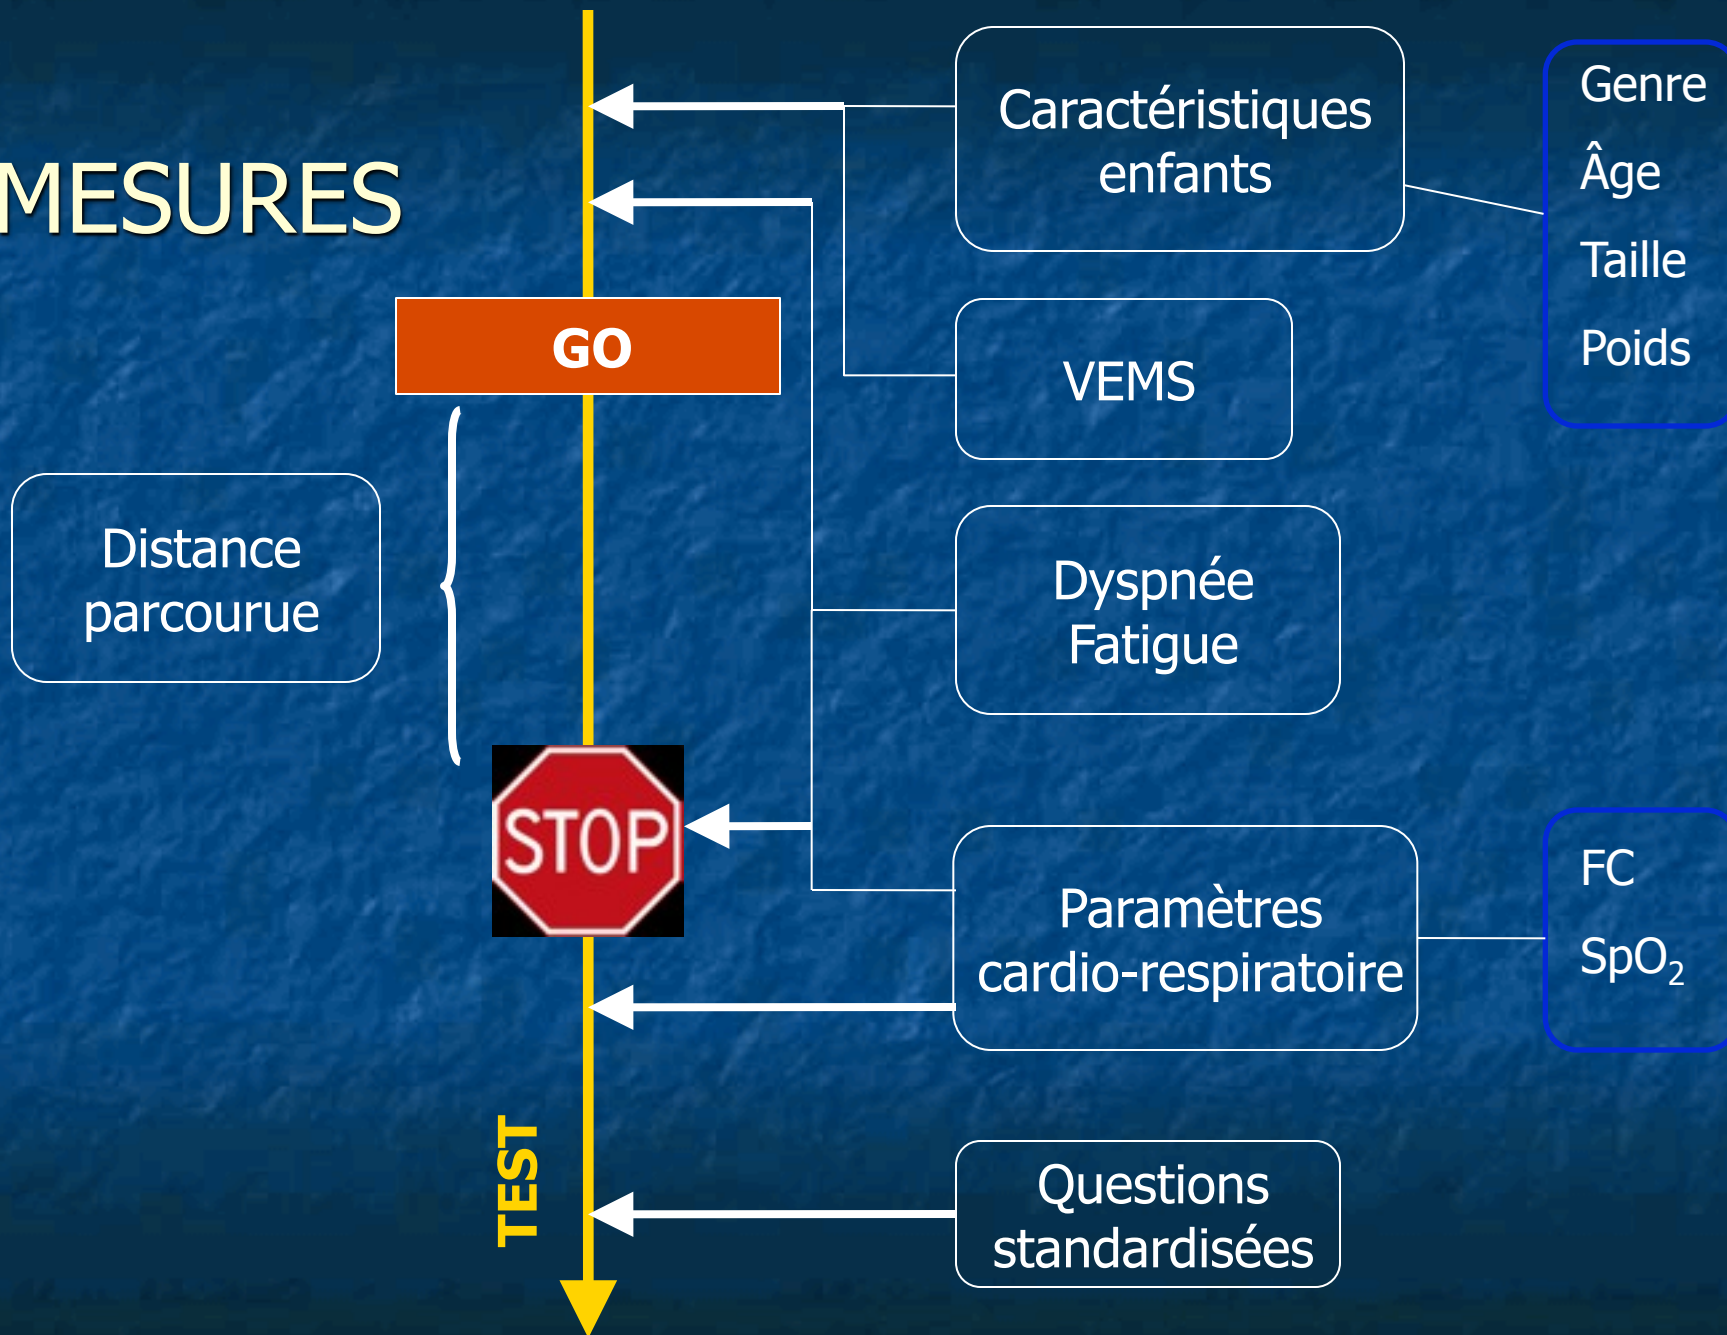 MESURES
Caractéristiques
enfants
Genre
Âge
Taille
Poids
GO
VEMS
Distance
parcourue
Dyspnée
Fatigue
STOP
Paramètres
cardio-respiratoire
FC
SpO₂
TEST
Questions
standardisées